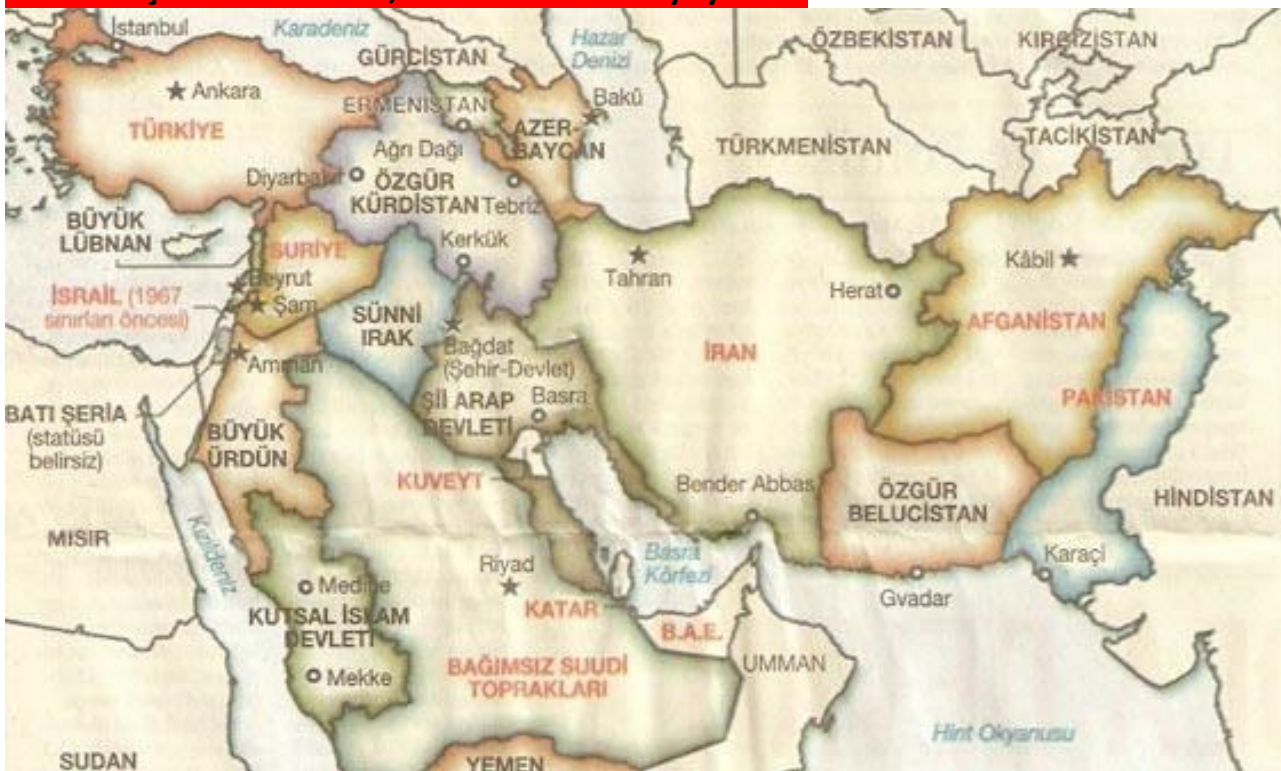 İstanbul
Karadeniz
GÜRCİSTAN
Hazar
Denizi
ÖZBEKİSTAN
KIRGIZİSTAN
Ankara
TÜRKİYE
ERMENİSTAN
Bakû
AZER-
BAYCAN
TÜRKMENİSTAN
TACİKİSTAN
Ağrı Dağı
Diyarbakır
ÖZGÜR
KÜRDİSTAN
Tebriz
BÜYÜK
LÜBNAN
SURİYE
Kerkük
Tahran
Kâbil
Beyrut
Şam
Herat
İSRAİL (1967
sınırları öncesi)
SÜNNİ
IRAK
AFGANİSTAN
Bağdat
(Şehir-Devlet)
İRAN
Amman
Basra
Şİİ ARAP
DEVLETİ
PAKİSTAN
BATI ŞERİA
(statüsü
belirsiz)
BÜYÜK
ÜRDÜN
KUVEYT
Bender Abbas
ÖZGÜR
BELUCİSTAN
HİNDİSTAN
MISIR
Kızıldeniz
Riyad
Basra
Körfezi
Karaçi
Gvadar
Medine
KUTSAL İSLAM
DEVLETİ
KATAR
B.A.E.
Mekke
BAĞIMSIZ SUUDİ
TOPRAKLARI
UMMAN
Hint Okyanusu
SUDAN
YEMEN